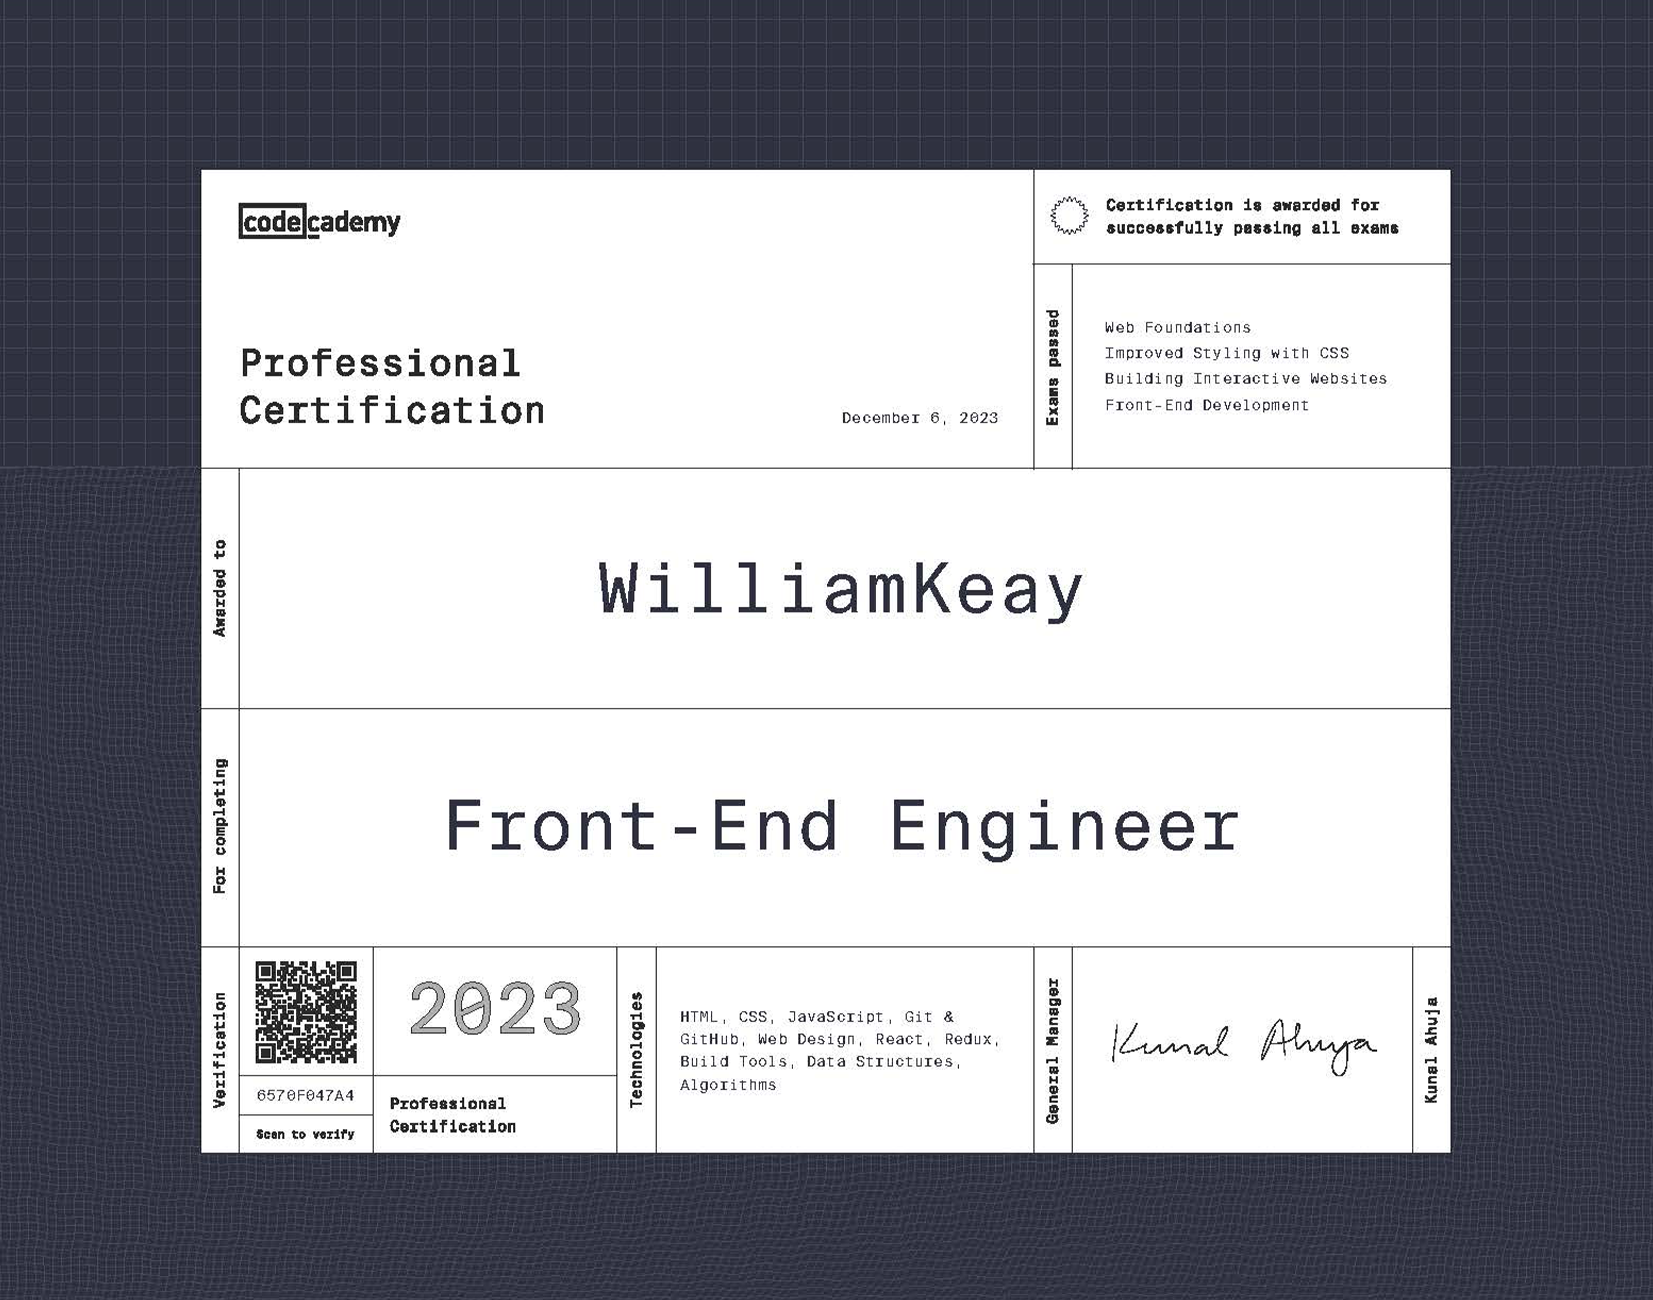 codecademy
Certification is awarded for
successfully passing all exams
Professional
Certification
December 6, 2023
Exams passed
Web Foundations
Improved Styling with CSS
Building Interactive Websites
Front-End Development
Awarded to
WilliamKeay
For completing
Front-End Engineer
Verification
6570F047A4
Scan to verify
2023
Professional
Certification
Technologies
HTML, CSS, JavaScript, Git &
GitHub, Web Design, React, Redux,
Build Tools, Data Structures,
Algorithms
General Manager
Kunal Ahuja
Kunal Ahuja